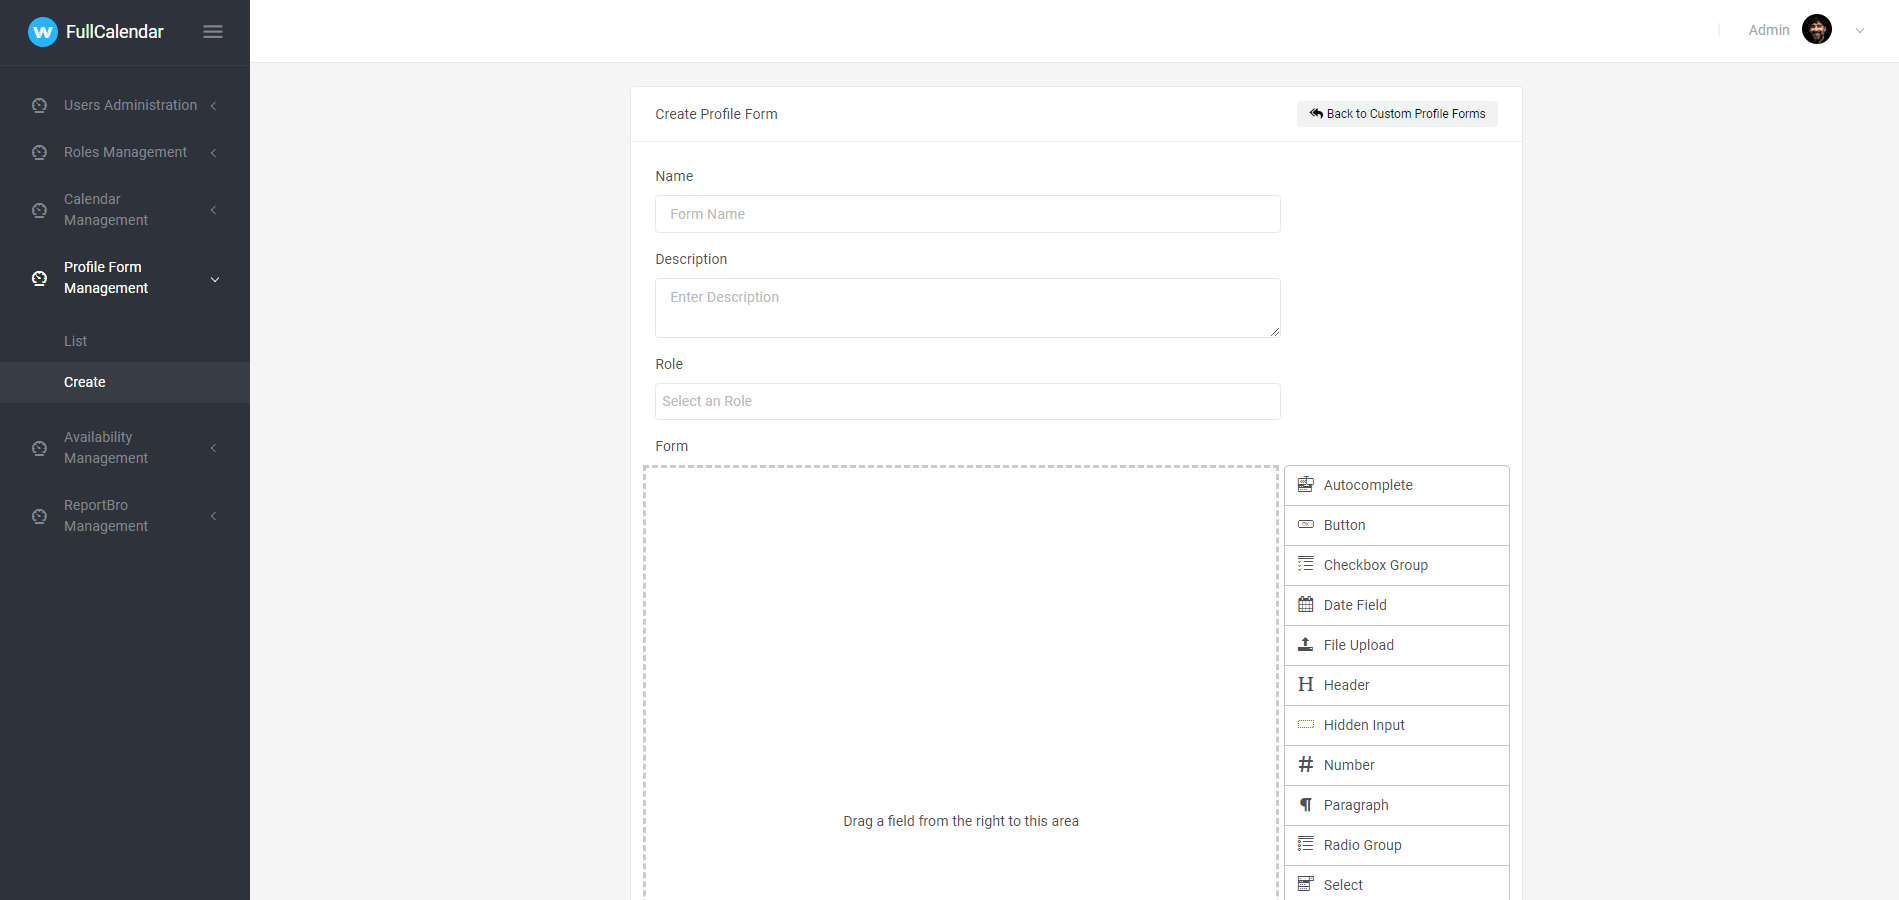 W FullCalendar
Admin
Users Administration
Roles Management
Calendar
Management
Profile Form
Management
List
Create
Availability
Management
ReportBro
Management
Create Profile Form
Back to Custom Profile Forms
Name
Form Name
Description
Enter Description
Role
Select an Role
Form
Drag a field from the right to this area
Autocomplete
Button
Checkbox Group
Date Field
File Upload
H Header
Hidden Input
# Number
¶ Paragraph
Radio Group
Select